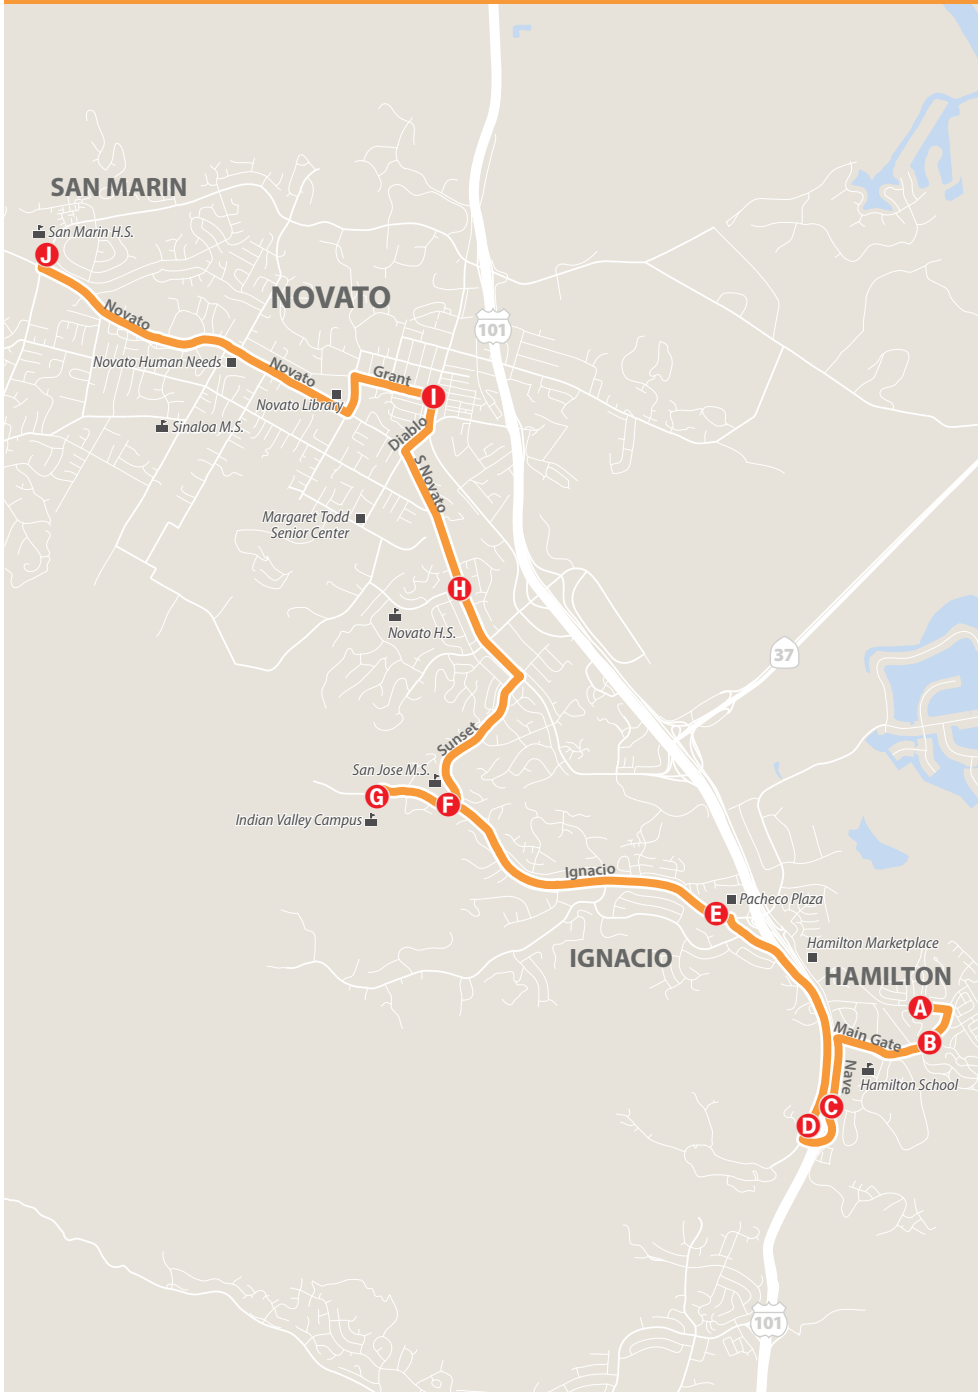 SAN MARIN
San Marin H.S.
J
Novato
NOVATO
101
Novato Human Needs
Novato
Grant
Novato Library
I
Diablo
Sinaloa M.S.
S Novato
Margaret Todd
Senior Center
H
Novato H.S.
37
Sunset
San Jose M.S.
G
F
Indian Valley Campus
Ignacio
E
Pacheco Plaza
IGNACIO
Hamilton Marketplace
HAMILTON
A
Main Gate
B
Nave
Hamilton School
C
D
101